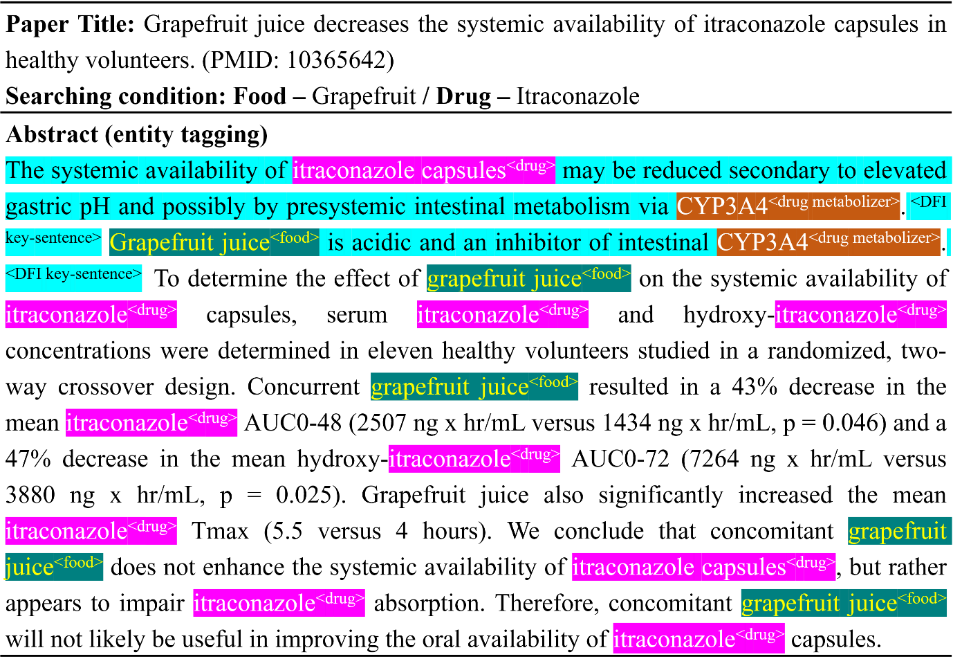 Paper Title: Grapefruit juice decreases the systemic availability of itraconazole capsules in
healthy volunteers. (PMID: 10365642)
Searching condition: Food – Grapefruit / Drug – Itraconazole
Abstract (entity tagging)
The systemic availability of itraconazole capsules<drug> may be reduced secondary to elevated
gastric pH and possibly by presystemic intestinal metabolism via CYP3A4<drug metabolizer>. <DFI
key-sentence> Grapefruit juice<food> is acidic and an inhibitor of intestinal CYP3A4<drug metabolizer>.
<DFI key-sentence> To determine the effect of grapefruit juice<food> on the systemic availability of
itraconazole<drug> capsules, serum itraconazole<drug> and hydroxy-itraconazole<drug>
concentrations were determined in eleven healthy volunteers studied in a randomized, two-
way crossover design. Concurrent grapefruit juice<food> resulted in a 43% decrease in the
mean itraconazole<drug> AUC0-48 (2507 ng x hr/mL versus 1434 ng x hr/mL, p = 0.046) and a
47% decrease in the mean hydroxy-itraconazole<drug> AUC0-72 (7264 ng x hr/mL versus
3880 ng x hr/mL, p = 0.025). Grapefruit juice also significantly increased the mean
itraconazole<drug> Tmax (5.5 versus 4 hours). We conclude that concomitant grapefruit
juice<food> does not enhance the systemic availability of itraconazole capsules<drug>, but rather
appears to impair itraconazole<drug> absorption. Therefore, concomitant grapefruit juice<food>
will not likely be useful in improving the oral availability of itraconazole<drug> capsules.